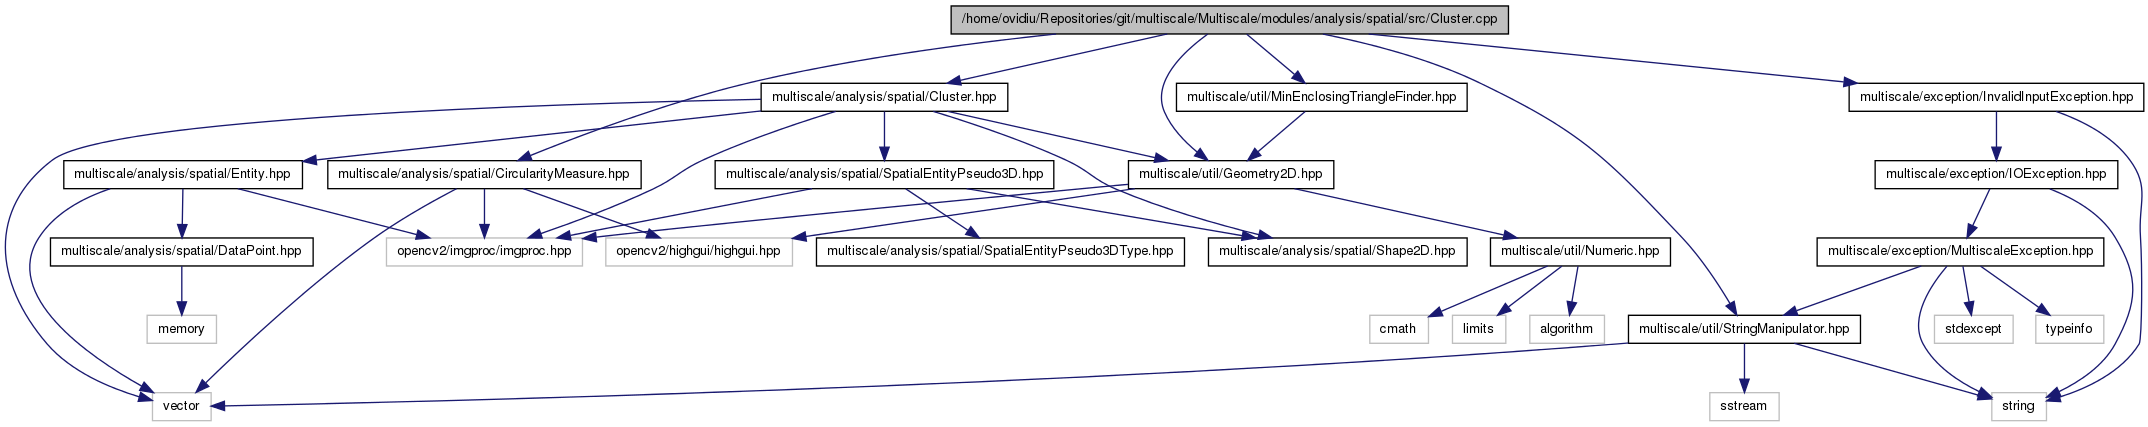 /home/ovidiu/Repositories/git/multiscale/Multiscale/modules/analysis/spatial/src/Cluster.cpp
multiscale/analysis/spatial/Cluster.hpp
multiscale/util/MinEnclosingTriangleFinder.hpp
multiscale/exception/InvalidInputException.hpp
multiscale/analysis/spatial/Entity.hpp
multiscale/analysis/spatial/CircularityMeasure.hpp
multiscale/analysis/spatial/SpatialEntityPseudo3D.hpp
multiscale/util/Geometry2D.hpp
multiscale/exception/IOException.hpp
multiscale/analysis/spatial/DataPoint.hpp
opencv2/imgproc/imgproc.hpp
opencv2/highgui/highgui.hpp
multiscale/analysis/spatial/SpatialEntityPseudo3DType.hpp
multiscale/analysis/spatial/Shape2D.hpp
multiscale/util/Numeric.hpp
multiscale/exception/MultiscaleException.hpp
memory
cmath
limits
algorithm
multiscale/util/StringManipulator.hpp
stdexcept
typeinfo
vector
sstream
string